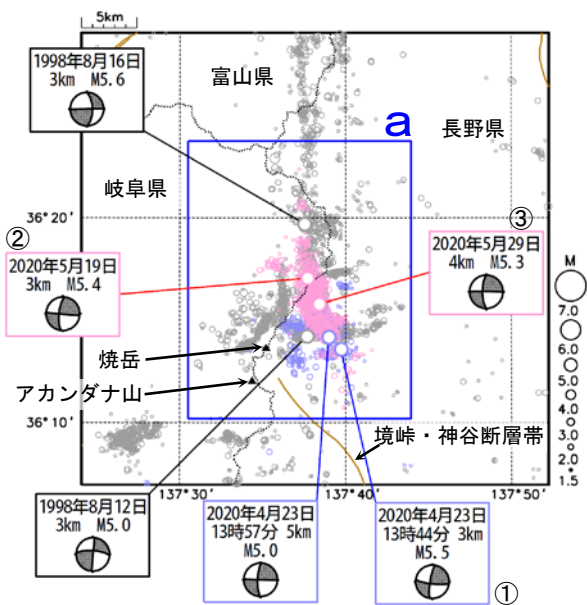 5km
1998年8月16日
3km M5.6
富山県
a
長野県
岐阜県
36°20′
②
2020年5月19日
3km M5.4
③
2020年5月29日
4km M5.3
M
7.0
6.0
5.0
4.0
3.0
2.0
1.5
焼岳
アカンダナ山
36°10′
境峠・神谷断層帯
137°30′
137°40′
137°50′
1998年8月12日
3km M5.0
2020年4月23日
13時57分 5km
M5.0
2020年4月23日
13時44分 3km
M5.5
①